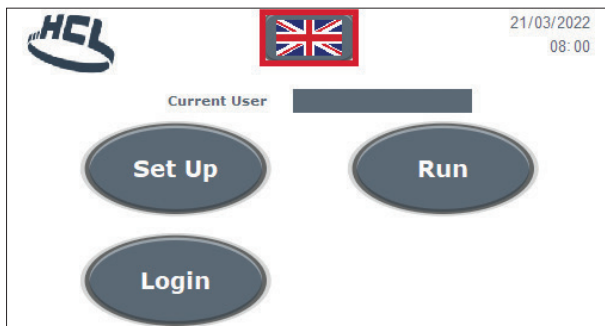 HCL
21/03/2022
08:00
Current User
Set Up
Run
Login